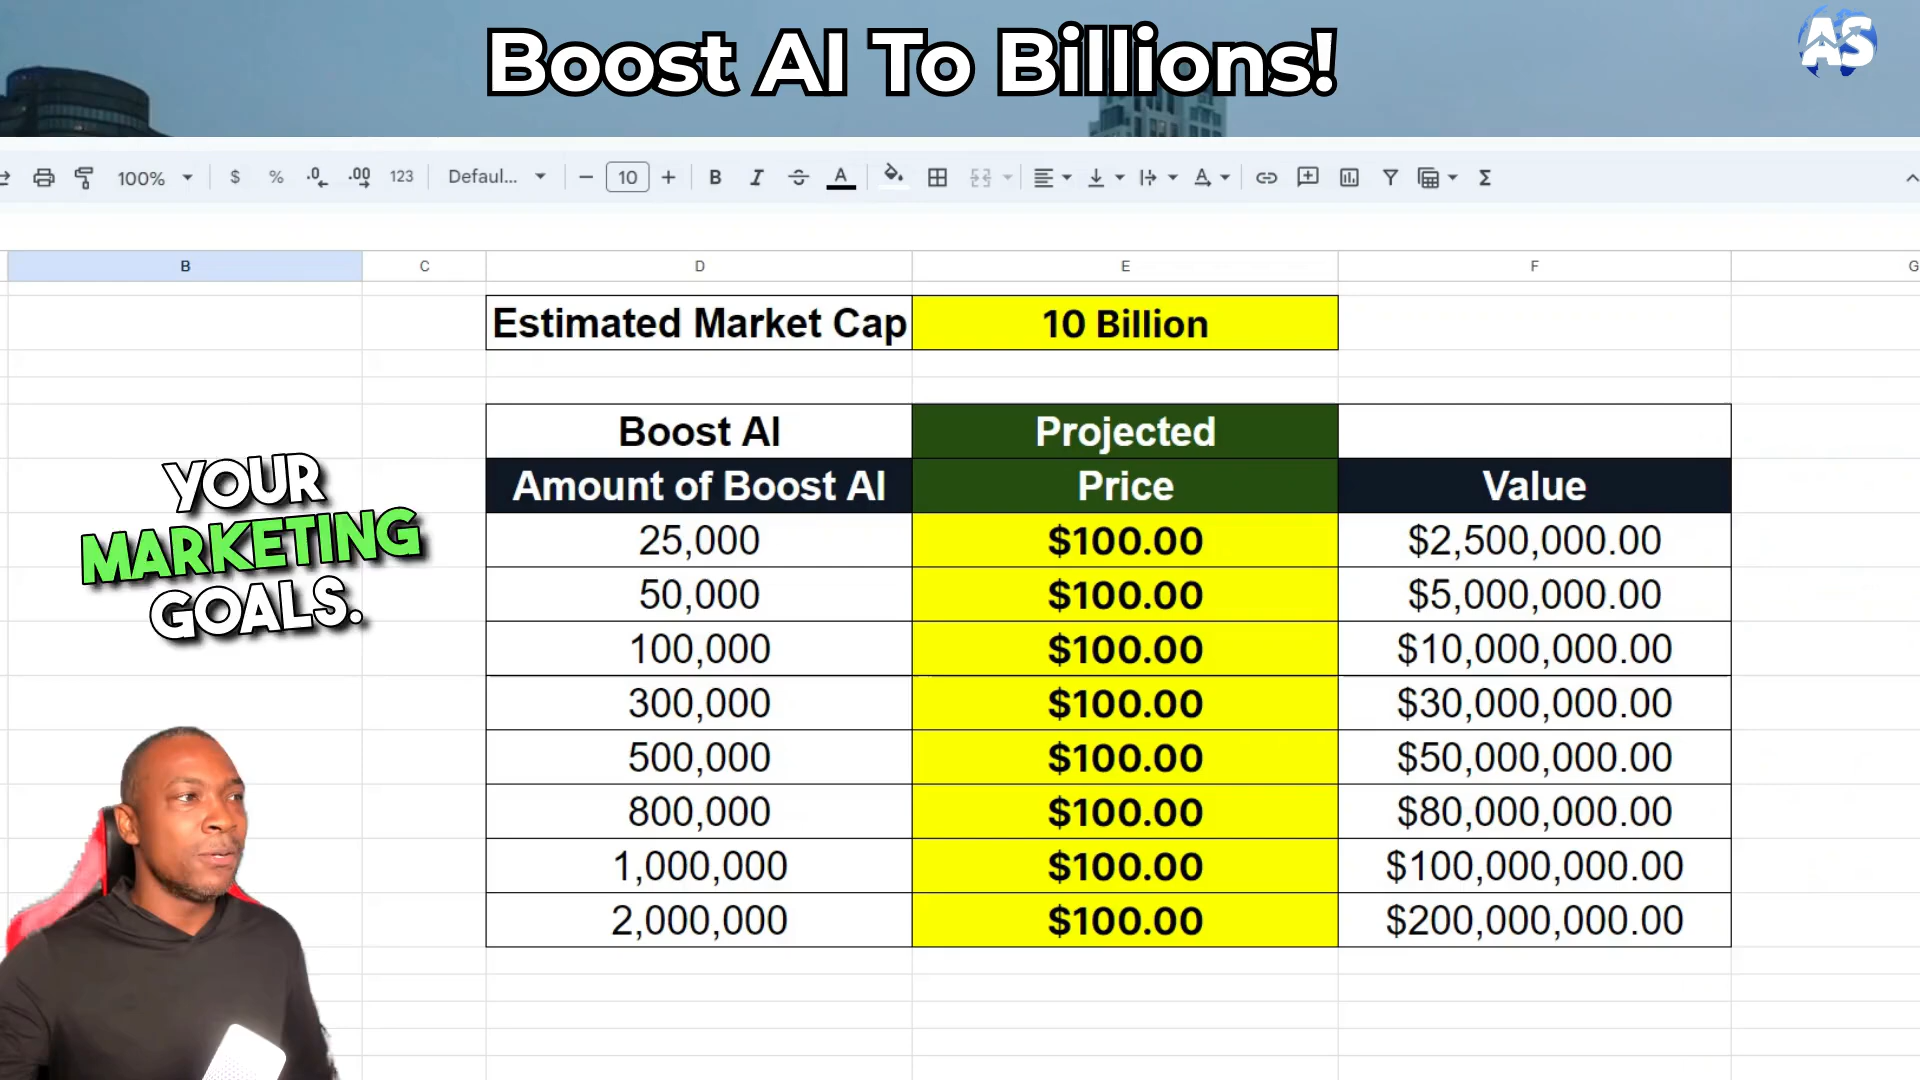 Boost AI To Billions!
AS
100% $ % .0 .00 123 Defaul... 10 B I A
B C D E F G
Estimated Market Cap 10 Billion
Boost AI Projected
Amount of Boost AI Price Value
25,000 $100.00 $2,500,000.00
50,000 $100.00 $5,000,000.00
100,000 $100.00 $10,000,000.00
300,000 $100.00 $30,000,000.00
500,000 $100.00 $50,000,000.00
800,000 $100.00 $80,000,000.00
1,000,000 $100.00 $100,000,000.00
2,000,000 $100.00 $200,000,000.00
YOUR
MARKETING
GOALS.